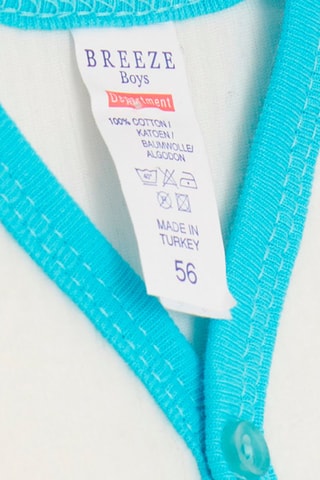 BREEZE
Boys
Department
100% COTTON /
KATOEN /
BAUMWOLLE/
ALGODON
MADE IN
TURKEY
56